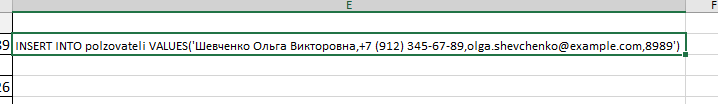 E
F
39
INSERT INTO polzovateli VALUES('Шевченко Ольга Викторовна,+7 (912) 345-67-89,olga.shevchenko@example.com,8989')
26